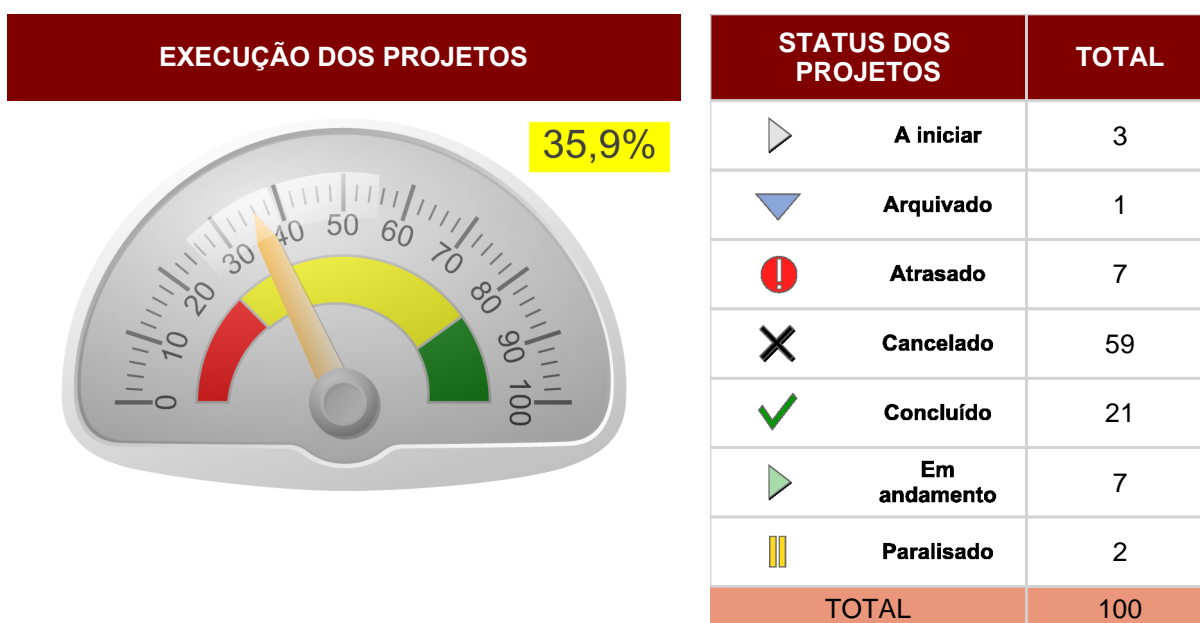 EXECUÇÃO DOS PROJETOS
35,9%
0
10
20
30
40
50
60
70
80
90
100
STATUS DOS
PROJETOS
TOTAL
A iniciar
3
Arquivado
1
Atrasado
7
Cancelado
59
Concluído
21
Em
andamento
7
Paralisado
2
TOTAL
100